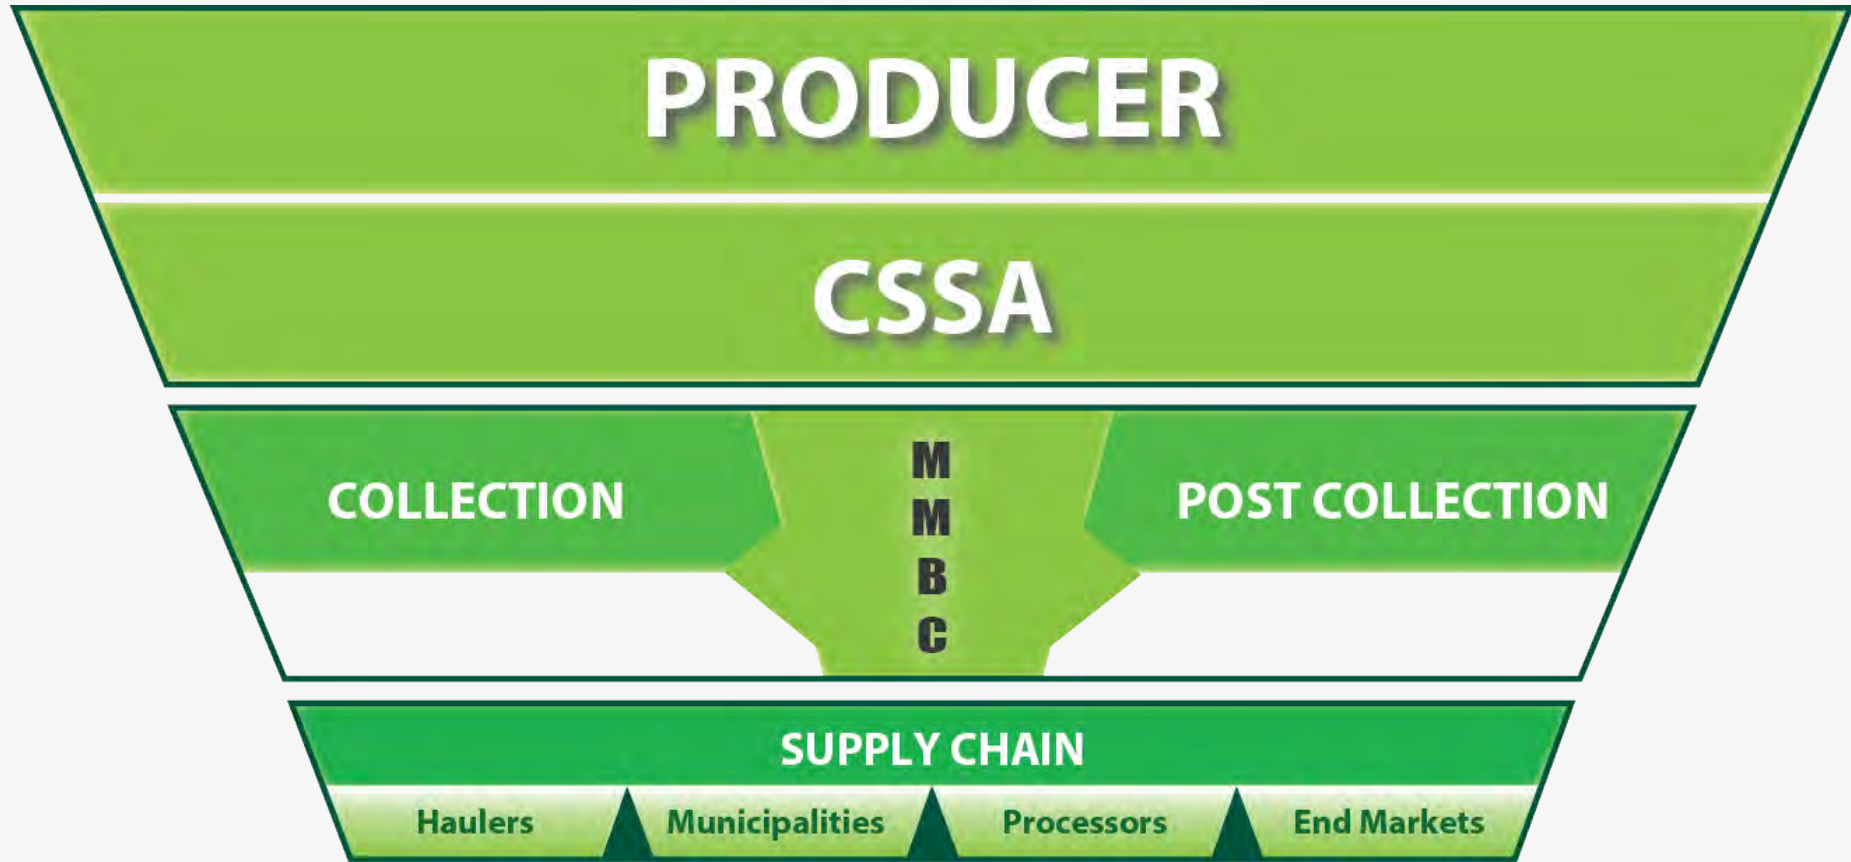 PRODUCER
CSSA
COLLECTION
M
M
B
C
POST COLLECTION
SUPPLY CHAIN
Haulers
Municipalities
Processors
End Markets